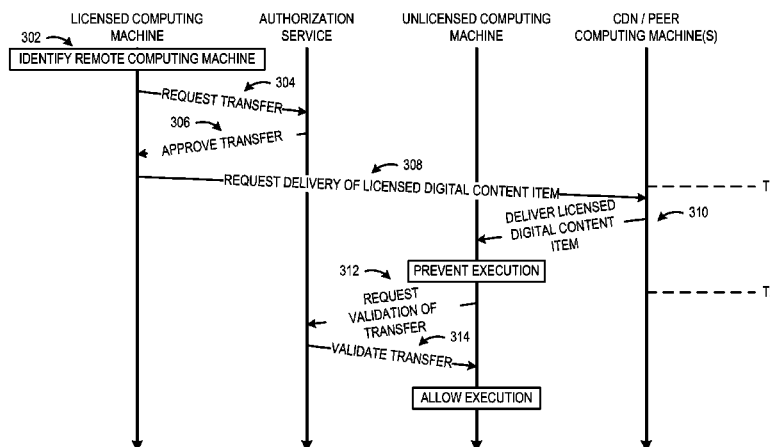 LICENSED COMPUTING
MACHINE
AUTHORIZATION
SERVICE
UNLICENSED COMPUTING
MACHINE
CDN / PEER
COMPUTING MACHINE(S)
302
IDENTIFY REMOTE COMPUTING MACHINE
304
REQUEST TRANSFER
306
APPROVE TRANSFER
308
REQUEST DELIVERY OF LICENSED DIGITAL CONTENT ITEM
T
310
DELIVER LICENSED
DIGITAL CONTENT
ITEM
PREVENT EXECUTION
312
T
REQUEST
VALIDATION OF
TRANSFER
314
VALIDATE TRANSFER
ALLOW EXECUTION